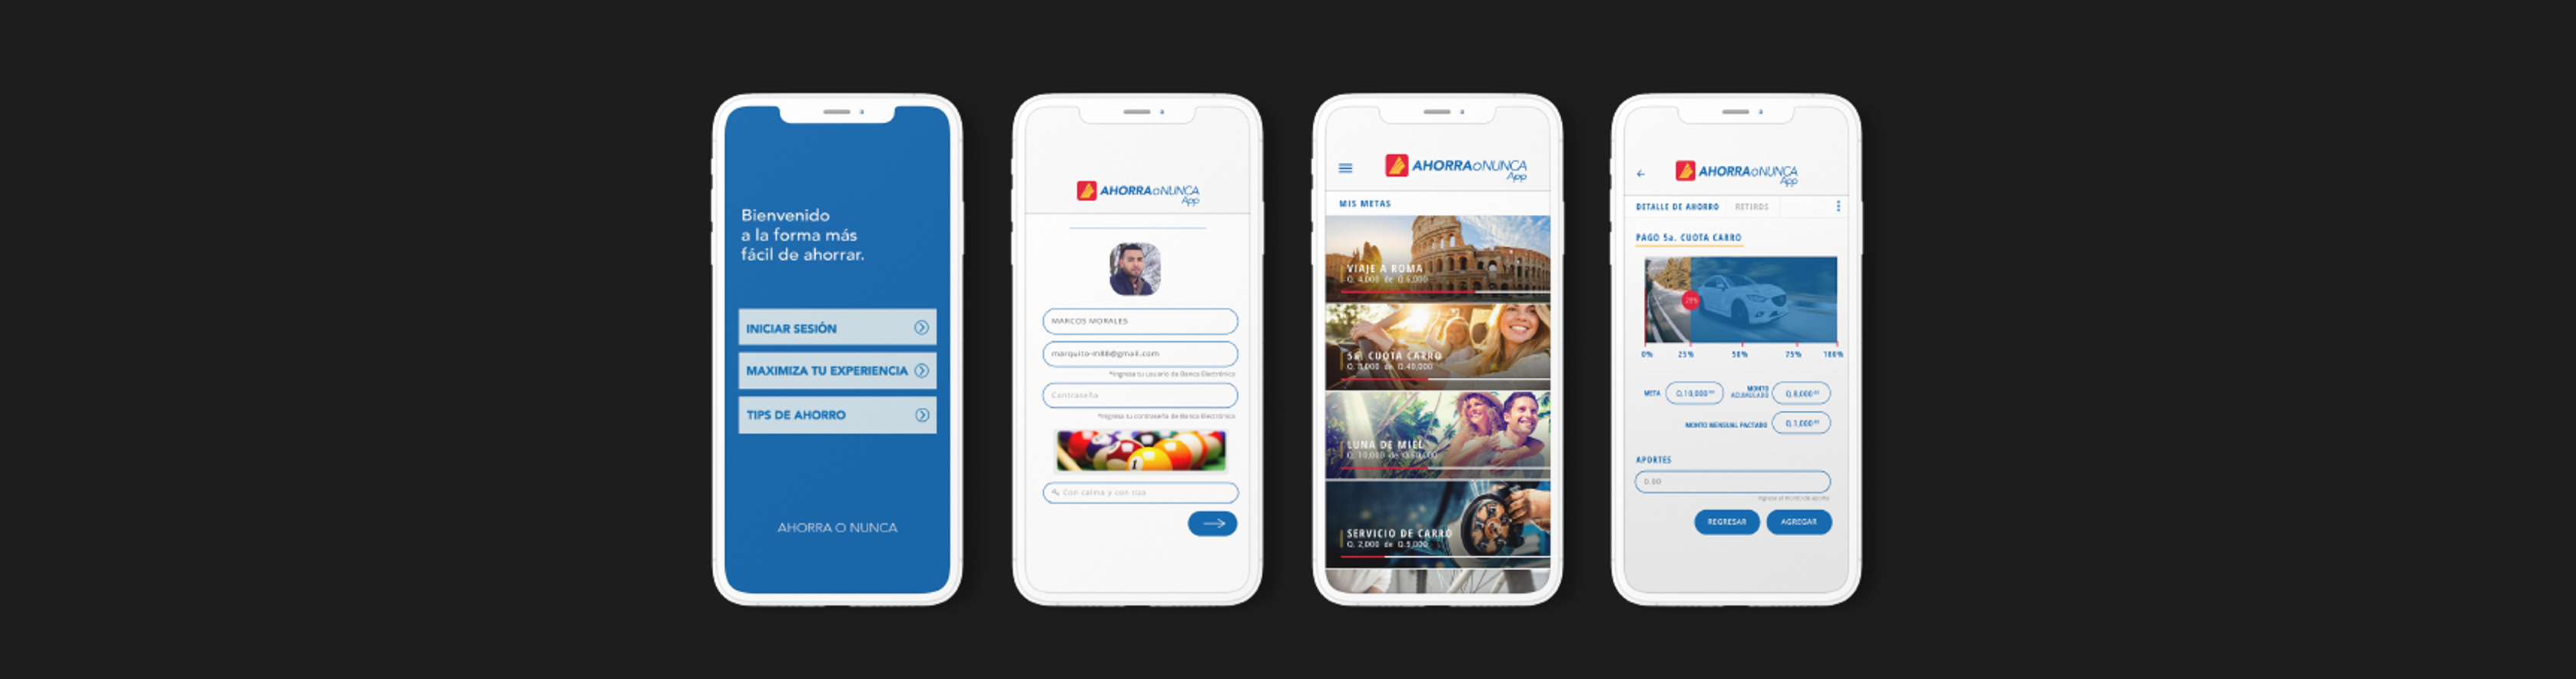 Bienvenido
a la forma más
fácil de ahorrar.
INICIAR SESIÓN
MAXIMIZA TU EXPERIENCIA
TIPS DE AHORRO
AHORRA O NUNCA
AHORRAoNUNCA
App
MARCOS MORALES
marquito-m88@gmail.com
*Ingresa tu usuario de Banca Electrónica
Contraseña
*Ingresa tu contraseña de Banca Electrónica
Con calma y con tiza
AHORRAoNUNCA
App
MIS METAS
VIAJE A ROMA
Q. 4,000 de Q.6,000
5a. CUOTA CARRO
Q. 8,000 de Q.40,000
LUNA DE MIEL
Q. 10,000 de
SERVICIO DE CARRO
Q. 2,000 de Q.5,000
AHORRAoNUNCA
App
DETALLE DE AHORRO RETIROS
PAGO 5a. CUOTA CARRO
0% 25% 50% 75% 100%
META Q.10,000.00 MONTO ACUMULADO Q.8,000.00
MONTO MENSUAL PACTADO Q.1,000.00
APORTES
0.00
Ingrese el monto de aporte
REGRESAR AGREGAR